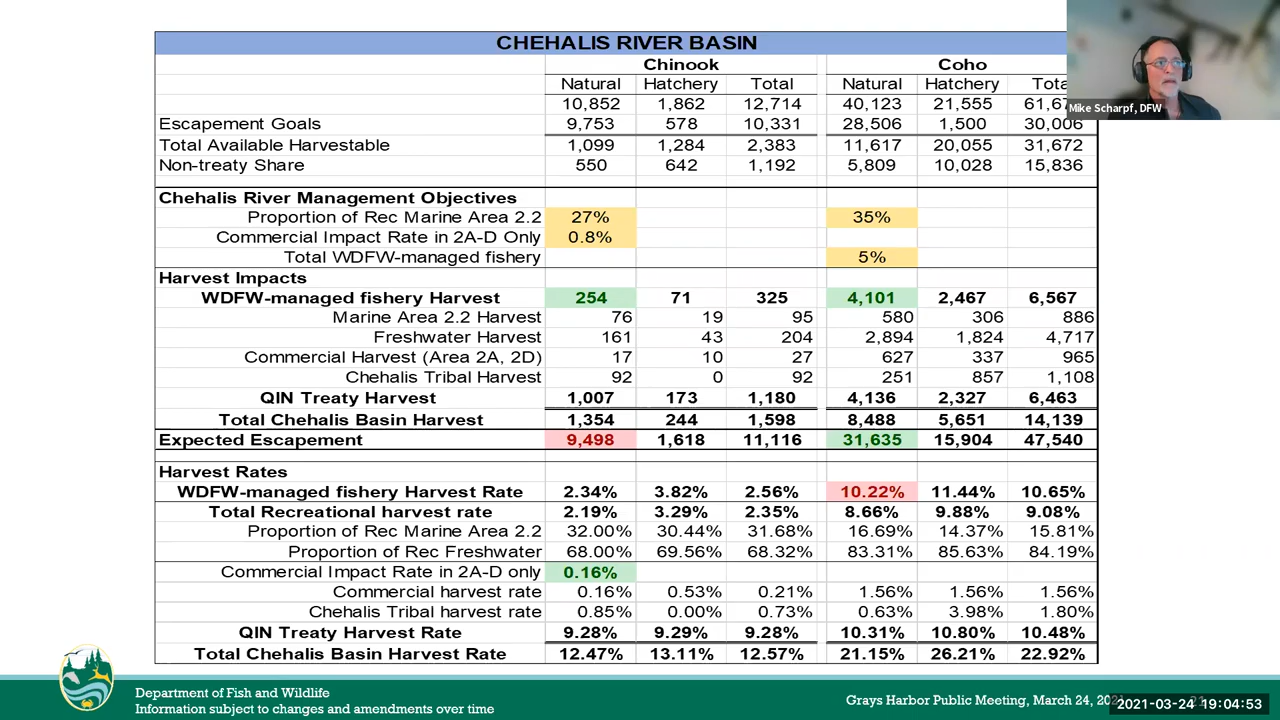 CHEHALIS RIVER BASIN
Chinook Coho
Natural Hatchery Total Natural Hatchery
10,852 1,862 12,714 40,123 21,555
Mike Scharpf, DFW
Escapement Goals 9,753 578 10,331 28,506 1,500 30,006
Total Available Harvestable 1,099 1,284 2,383 11,617 20,055 31,672
Non-treaty Share 550 642 1,192 5,809 10,028 15,836
Chehalis River Management Objectives
Proportion of Rec Marine Area 2.2 27% 35%
Commercial Impact Rate in 2A-D Only 0.8%
Total WDFW-managed fishery 5%
Harvest Impacts
WDFW-managed fishery Harvest 254 71 325 4,101 2,467 6,567
Marine Area 2.2 Harvest 76 19 95 580 306 886
Freshwater Harvest 161 43 204 2,894 1,824 4,717
Commercial Harvest (Area 2A, 2D) 17 10 27 627 337 965
Chehalis Tribal Harvest 92 0 92 251 857 1,108
QIN Treaty Harvest 1,007 173 1,180 4,136 2,327 6,463
Total Chehalis Basin Harvest 1,354 244 1,598 8,488 5,651 14,139
Expected Escapement 9,498 1,618 11,116 31,635 15,904 47,540
Harvest Rates
WDFW-managed fishery Harvest Rate 2.34% 3.82% 2.56% 10.22% 11.44% 10.65%
Total Recreational harvest rate 2.19% 3.29% 2.35% 8.66% 9.88% 9.08%
Proportion of Rec Marine Area 2.2 32.00% 30.44% 31.68% 16.69% 14.37% 15.81%
Proportion of Rec Freshwater 68.00% 69.56% 68.32% 83.31% 85.63% 84.19%
Commercial Impact Rate in 2A-D only 0.16%
Commercial harvest rate 0.16% 0.53% 0.21% 1.56% 1.56% 1.56%
Chehalis Tribal harvest rate 0.85% 0.00% 0.73% 0.63% 3.98% 1.80%
QIN Treaty Harvest Rate 9.28% 9.29% 9.28% 10.31% 10.80% 10.48%
Total Chehalis Basin Harvest Rate 12.47% 13.11% 12.57% 21.15% 26.21% 22.92%
Department of Fish and Wildlife
Information subject to changes and amendments over time
Grays Harbor Public Meeting, March 24,
2021-03-24 19:04:53